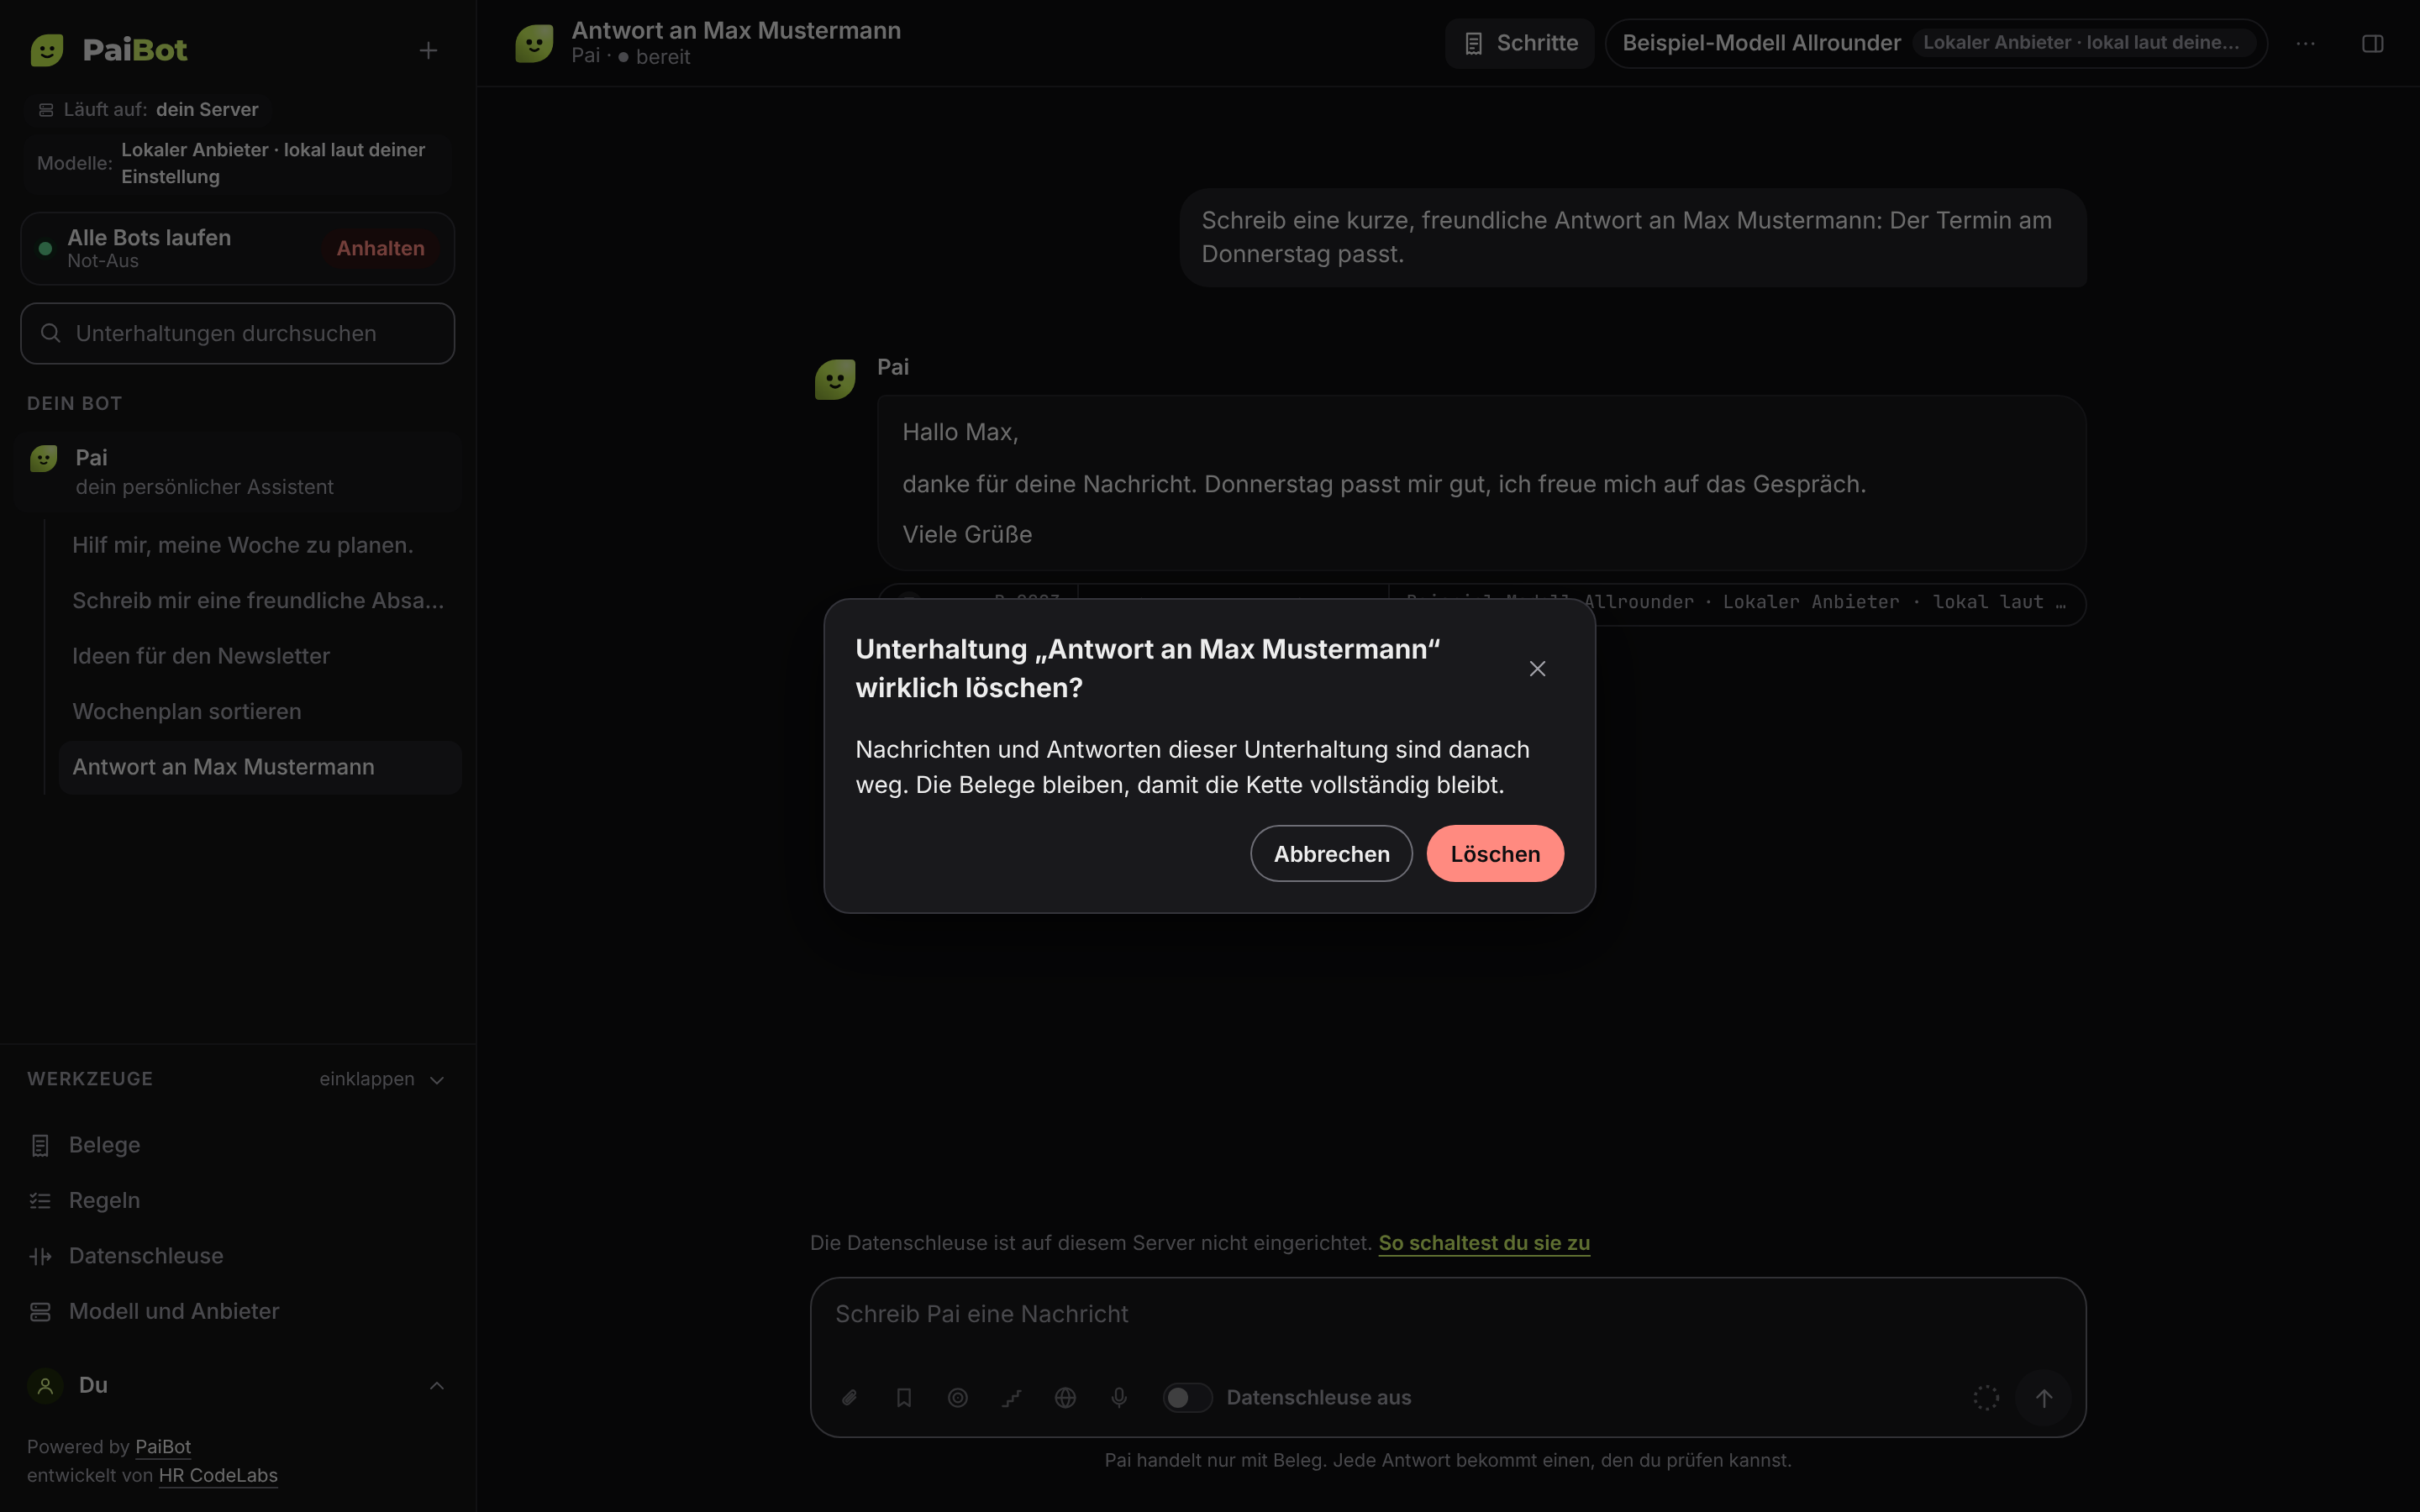 PaiBot
Läuft auf: dein Server
Modelle: Lokaler Anbieter · lokal laut deiner
Einstellung
Alle Bots laufen
Not-Aus
Anhalten
Unterhaltungen durchsuchen
DEIN BOT
Pai
dein persönlicher Assistent
Hilf mir, meine Woche zu planen.
Schreib mir eine freundliche Absa...
Ideen für den Newsletter
Wochenplan sortieren
Antwort an Max Mustermann
WERKZEUGE
einklappen
Belege
Regeln
Datenschleuse
Modell und Anbieter
Du
Powered by PaiBot
entwickelt von HR CodeLabs
Antwort an Max Mustermann
Pai · bereit
Schritte
Beispiel-Modell Allrounder Lokaler Anbieter · lokal laut deine...
Schreib eine kurze, freundliche Antwort an Max Mustermann: Der Termin am
Donnerstag passt.
Pai
Hallo Max,
danke für deine Nachricht. Donnerstag passt mir gut, ich freue mich auf das Gespräch.
Viele Grüße
Allrounder · Lokaler Anbieter · lokal laut …
Unterhaltung „Antwort an Max Mustermann“
wirklich löschen?
Nachrichten und Antworten dieser Unterhaltung sind danach
weg. Die Belege bleiben, damit die Kette vollständig bleibt.
Abbrechen
Löschen
Die Datenschleuse ist auf diesem Server nicht eingerichtet. So schaltest du sie zu
Schreib Pai eine Nachricht
Datenschleuse aus
Pai handelt nur mit Beleg. Jede Antwort bekommt einen, den du prüfen kannst.